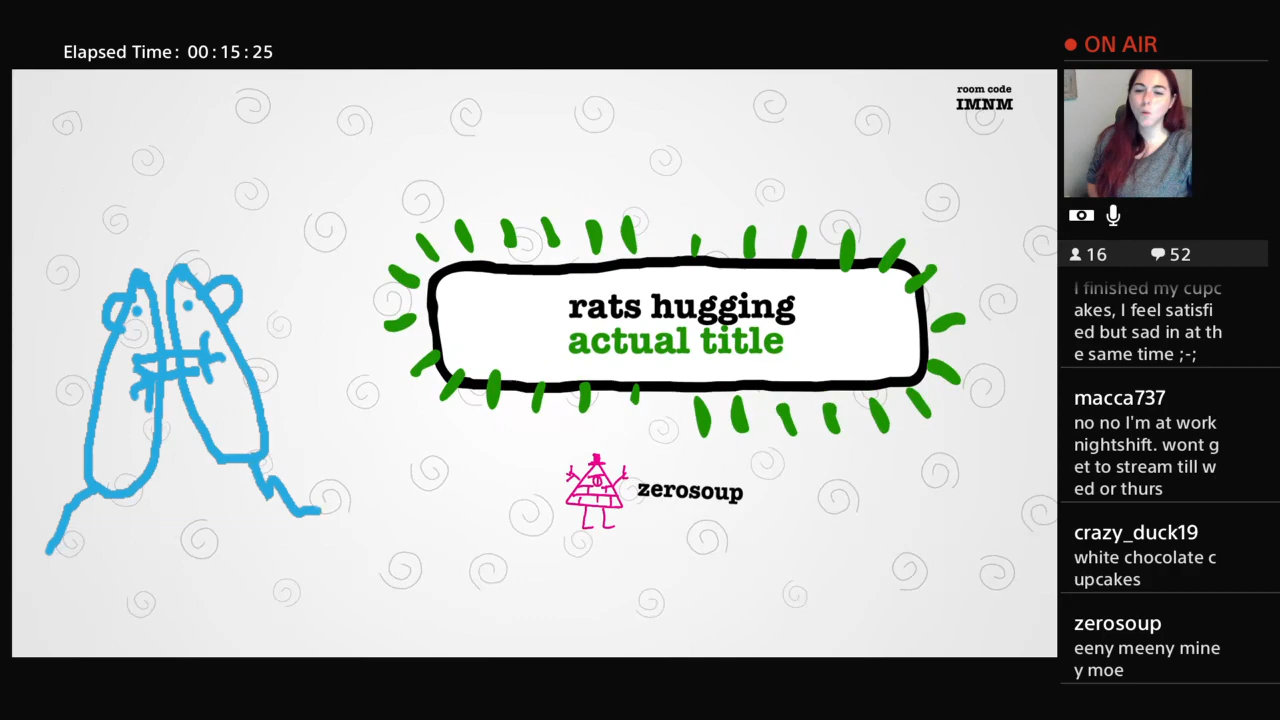 Elapsed Time: 00:15:25
ON AIR
room code
IMNM
rats hugging
actual title
zerosoup
16 52
I finished my cupc
akes, I feel satisfi
ed but sad in at th
e same time ;-;
macca737
no no I'm at work
nightshift. wont g
et to stream till w
ed or thurs
crazy_duck19
white chocolate c
upcakes
zerosoup
eeny meeny mine
y moe